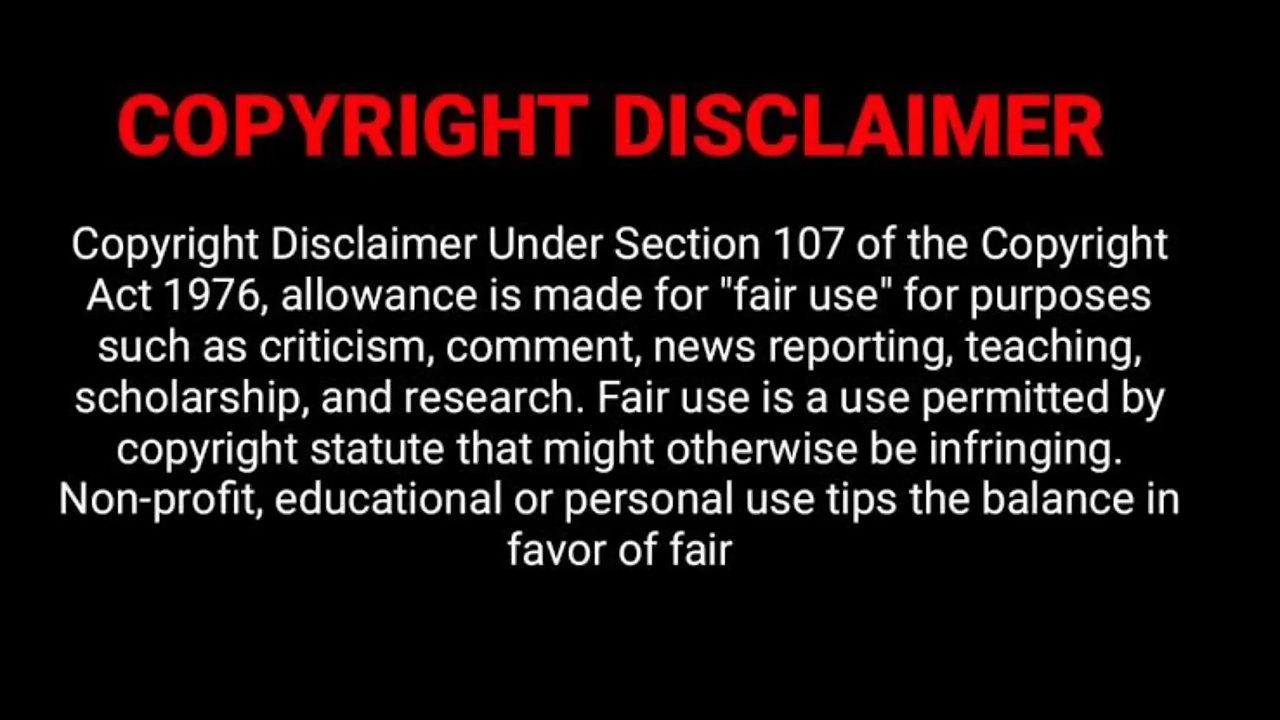 COPYRIGHT DISCLAIMER
Copyright Disclaimer Under Section 107 of the Copyright
Act 1976, allowance is made for "fair use" for purposes
such as criticism, comment, news reporting, teaching,
scholarship, and research. Fair use is a use permitted by
copyright statute that might otherwise be infringing.
Non-profit, educational or personal use tips the balance in
favor of fair